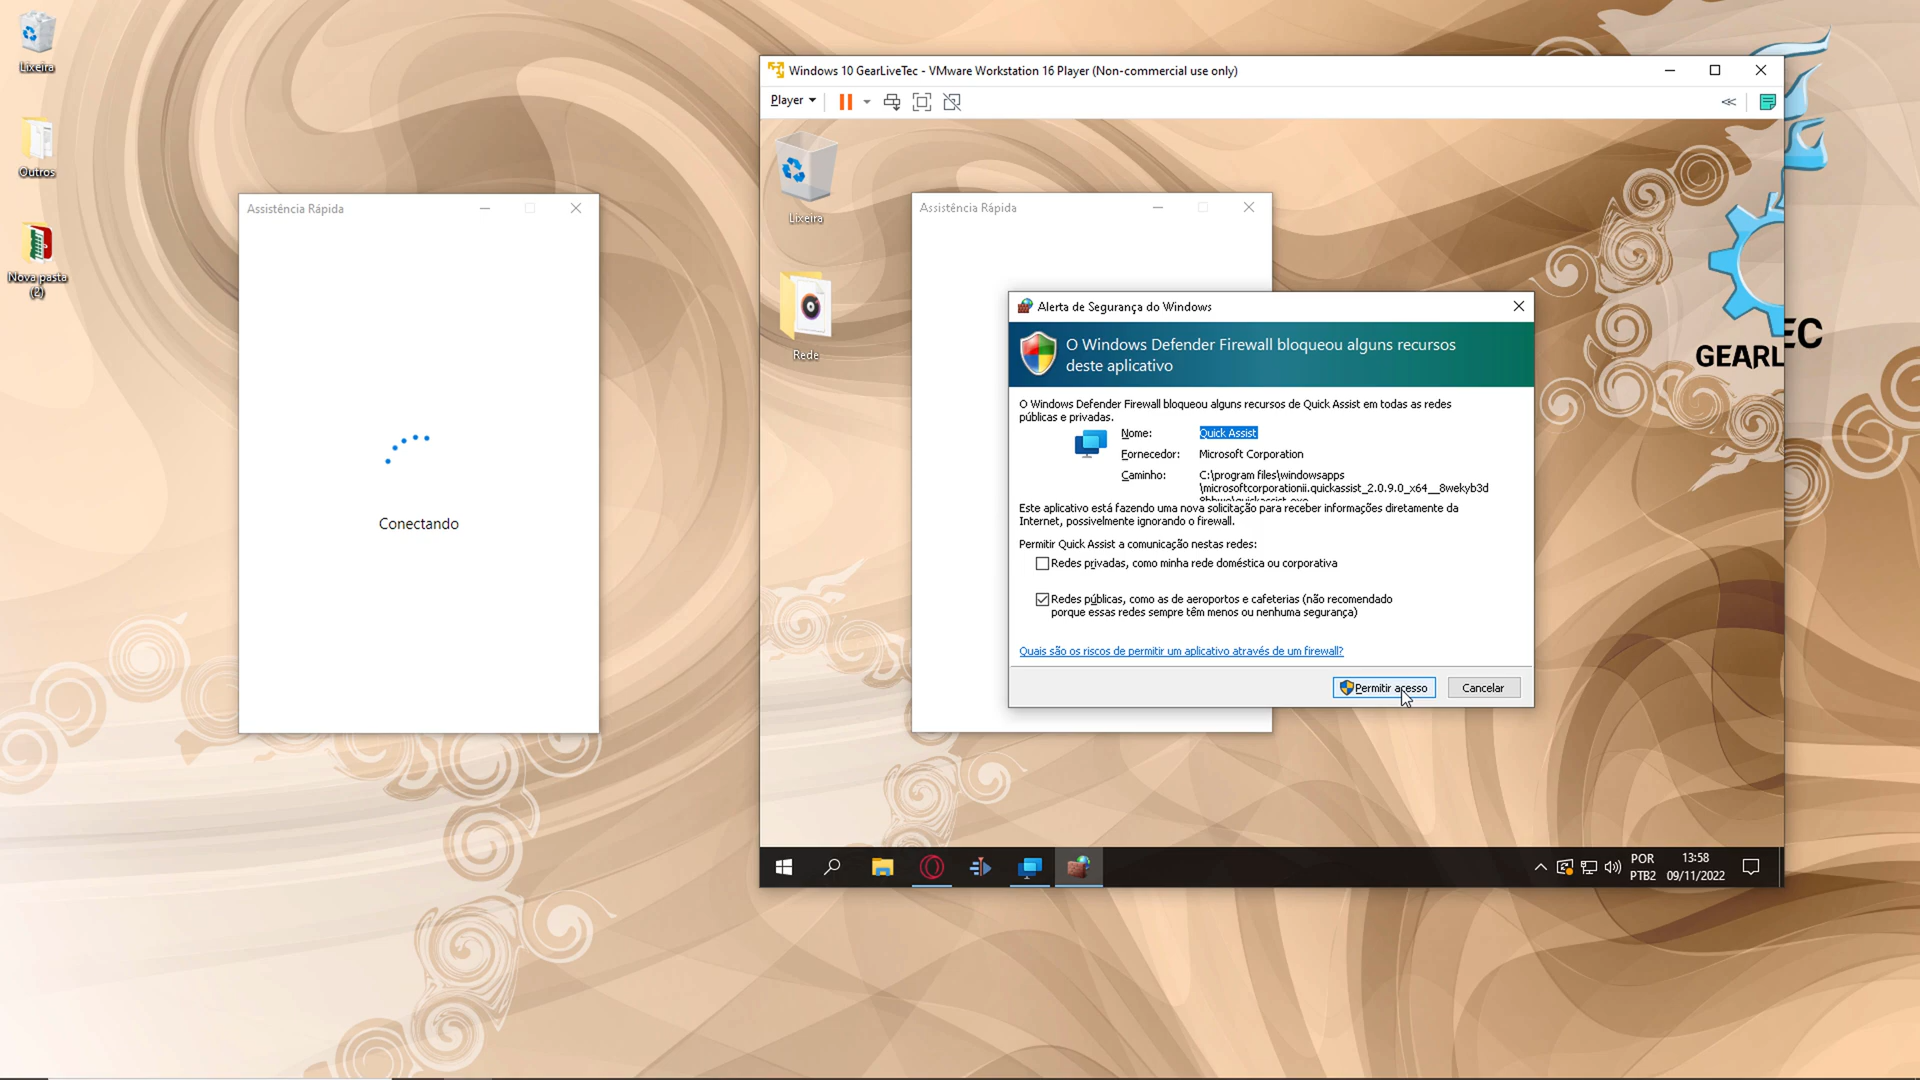 Lixeira
Outros
Nova pasta
(2)
Assistência Rápida
Conectando
Windows 10 GearLiveTec - VMware Workstation 16 Player (Non-commercial use only)
Player
Lixeira
Rede
Assistência Rápida
Alerta de Segurança do Windows
O Windows Defender Firewall bloqueou alguns recursos
deste aplicativo
O Windows Defender Firewall bloqueou alguns recursos de Quick Assist em todas as redes
públicas e privadas.
Nome: Quick Assist
Fornecedor: Microsoft Corporation
Caminho: C:\program files\windowsapps
\microsoftcorporationii.quickassist_2.0.9.0_x64__8wekyb3d
8bbwe\quickassist.exe
Este aplicativo está fazendo uma nova solicitação para receber informações diretamente da
Internet, possivelmente ignorando o firewall.
Permitir Quick Assist a comunicação nestas redes:
Redes privadas, como minha rede doméstica ou corporativa
Redes públicas, como as de aeroportos e cafeterias (não recomendado
porque essas redes sempre têm menos ou nenhuma segurança)
Quais são os riscos de permitir um aplicativo através de um firewall?
Permitir acesso
Cancelar
GEARL
EC
POR
PTB2
13:58
09/11/2022